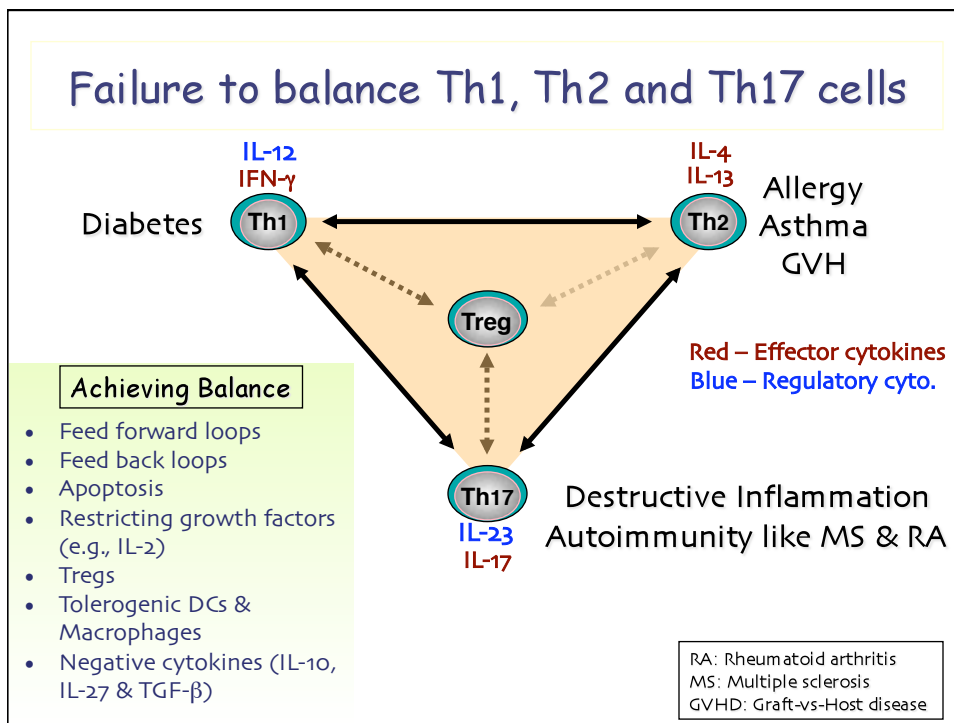 Failure to balance Th1, Th2 and Th17 cells
IL-12
IFN-γ
Th1
Diabetes
IL-4
IL-13
Th2
Allergy
Asthma
GVH
Treg
Red – Effector cytokines
Blue – Regulatory cyto.
Achieving Balance
• Feed forward loops
• Feed back loops
• Apoptosis
• Restricting growth factors
(e.g., IL-2)
• Tregs
• Tolerogenic DCs &
Macrophages
• Negative cytokines (IL-10,
IL-27 & TGF-β)
Th17
IL-23
IL-17
Destructive Inflammation
Autoimmunity like MS & RA
RA: Rheumatoid arthritis
MS: Multiple sclerosis
GVHD: Graft-vs-Host disease